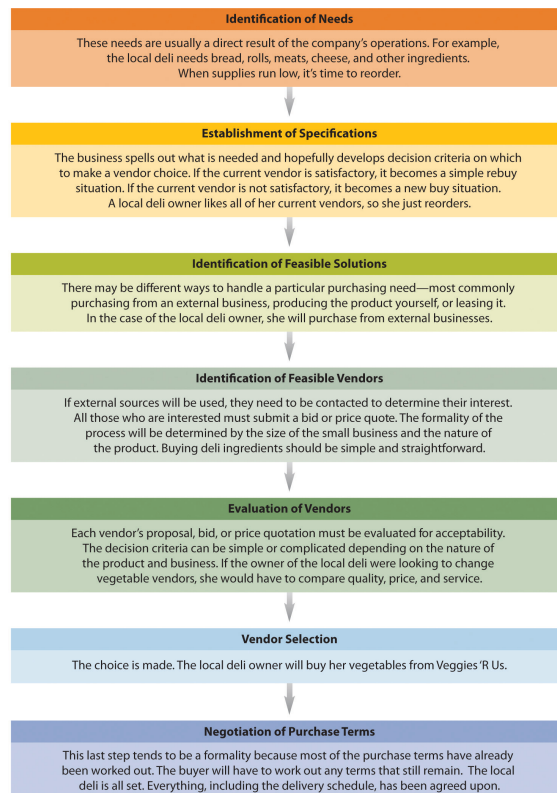 Identification of Needs
These needs are usually a direct result of the company’s operations. For example,
the local deli needs bread, rolls, meats, cheese, and other ingredients.
When supplies run low, it’s time to reorder.
Establishment of Specifications
The business spells out what is needed and hopefully develops decision criteria on which
to make a vendor choice. If the current vendor is satisfactory, it becomes a simple rebuy
situation. If the current vendor is not satisfactory, it becomes a new buy situation.
A local deli owner likes all of her current vendors, so she just reorders.
Identification of Feasible Solutions
There may be different ways to handle a particular purchasing need—most commonly
purchasing from an external business, producing the product yourself, or leasing it.
In the case of the local deli owner, she will purchase from external businesses.
Identification of Feasible Vendors
If external sources will be used, they need to be contacted to determine their interest.
All those who are interested must submit a bid or price quote. The formality of the
process will be determined by the size of the small business and the nature of
the product. Buying deli ingredients should be simple and straightforward.
Evaluation of Vendors
Each vendor’s proposal, bid, or price quotation must be evaluated for acceptability.
The decision criteria can be simple or complicated depending on the nature of
the product and business. If the owner of the local deli were looking to change
vegetable vendors, she would have to compare quality, price, and service.
Vendor Selection
The choice is made. The local deli owner will buy her vegetables from Veggies ‘R Us.
Negotiation of Purchase Terms
This last step tends to be a formality because most of the purchase terms have already
been worked out. The buyer will have to work out any terms that still remain. The local
deli is all set. Everything, including the delivery schedule, has been agreed upon.